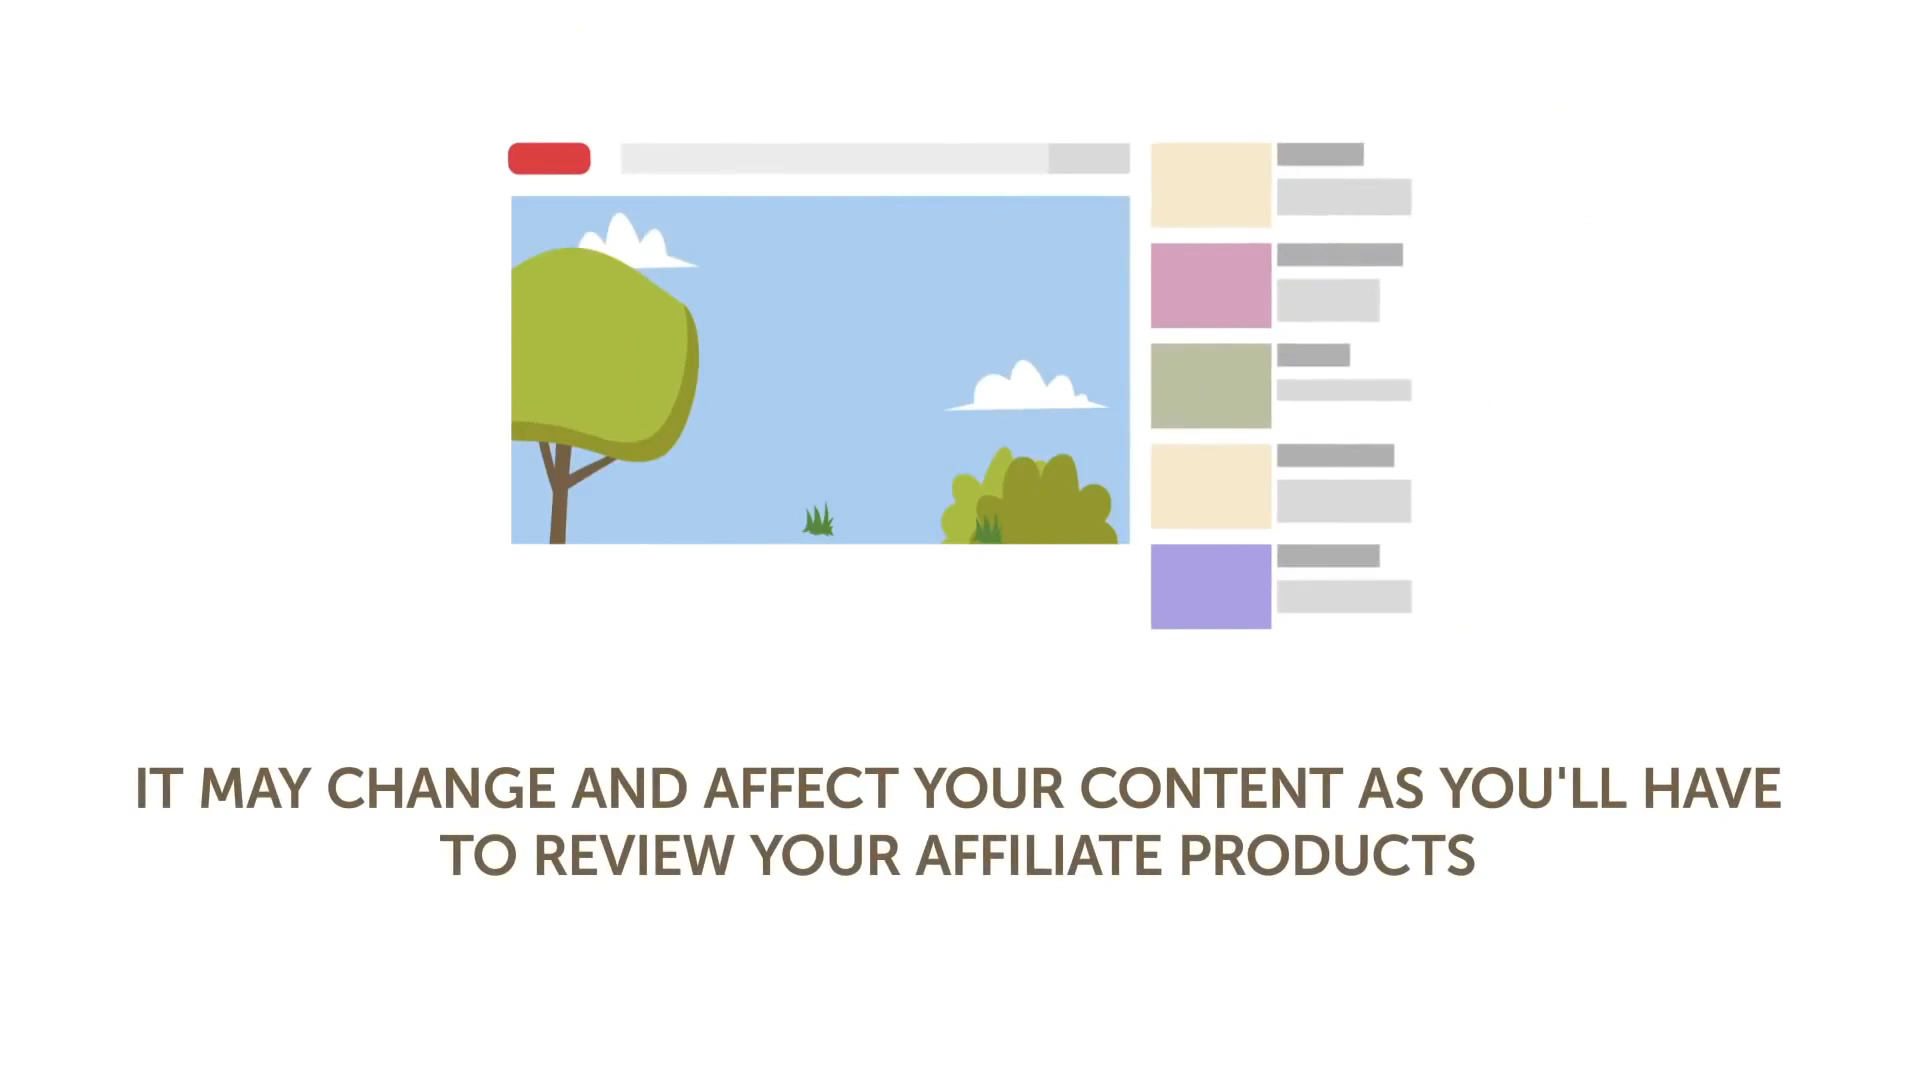 IT MAY CHANGE AND AFFECT YOUR CONTENT AS YOU'LL HAVE
TO REVIEW YOUR AFFILIATE PRODUCTS